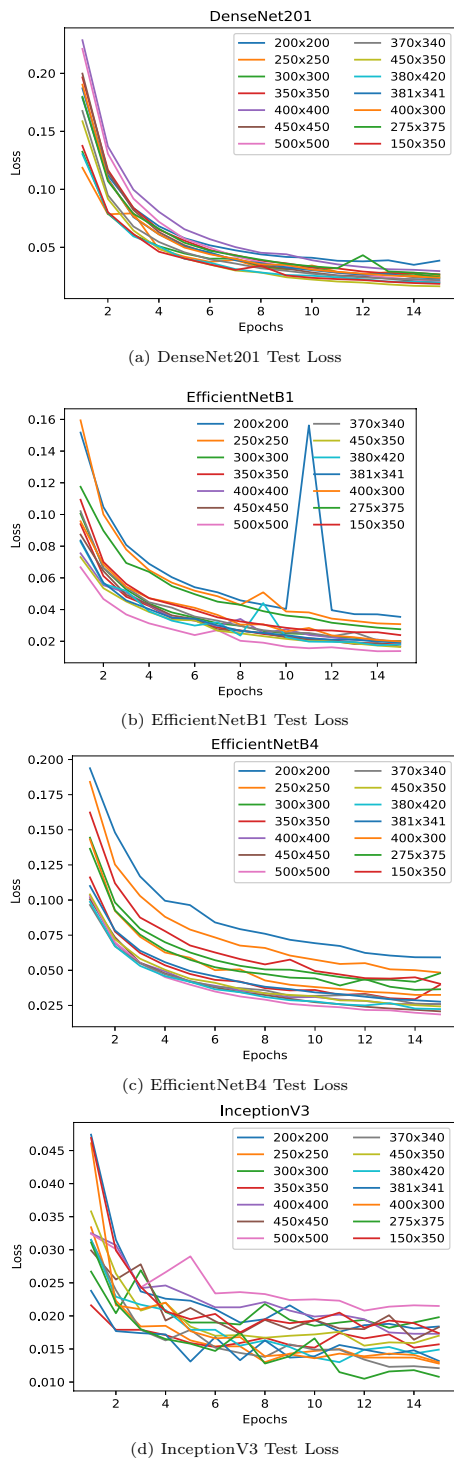 DenseNet201
200x200 370x340
250x250 450x350
300x300 380x420
350x350 381x341
400x400 400x300
450x450 275x375
500x500 150x350
0.20
0.15
0.10
0.05
Loss
2 4 6 8 10 12 14
Epochs
(a) DenseNet201 Test Loss
EfficientNetB1
200x200 370x340
250x250 450x350
300x300 380x420
350x350 381x341
400x400 400x300
450x450 275x375
500x500 150x350
0.16
0.14
0.12
0.10
0.08
0.06
0.04
0.02
Loss
2 4 6 8 10 12 14
Epochs
(b) EfficientNetB1 Test Loss
EfficientNetB4
200x200 370x340
250x250 450x350
300x300 380x420
350x350 381x341
400x400 400x300
450x450 275x375
500x500 150x350
0.200
0.175
0.150
0.125
0.100
0.075
0.050
0.025
Loss
2 4 6 8 10 12 14
Epochs
(c) EfficientNetB4 Test Loss
InceptionV3
200x200 370x340
250x250 450x350
300x300 380x420
350x350 381x341
400x400 400x300
450x450 275x375
500x500 150x350
0.045
0.040
0.035
0.030
0.025
0.020
0.015
0.010
Loss
2 4 6 8 10 12 14
Epochs
(d) InceptionV3 Test Loss